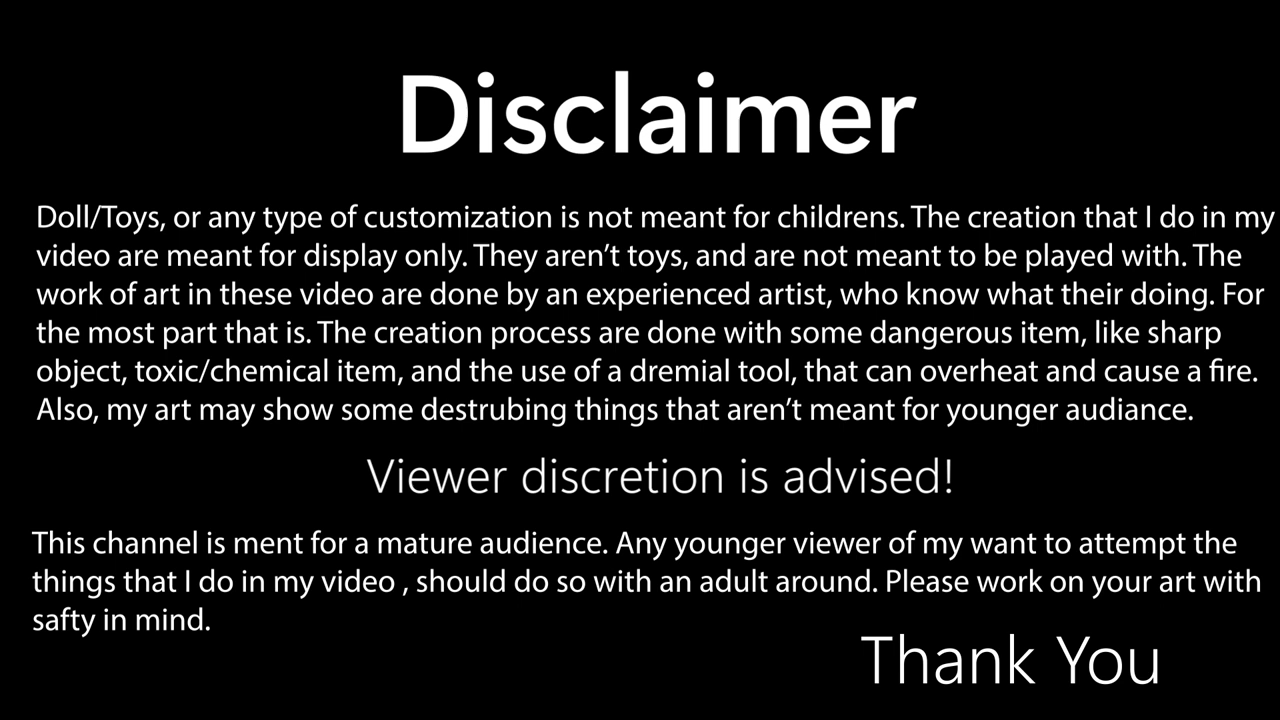 Disclaimer
Doll/Toys, or any type of customization is not meant for childrens. The creation that I do in my
video are meant for display only. They aren’t toys, and are not meant to be played with. The
work of art in these video are done by an experienced artist, who know what their doing. For
the most part that is. The creation process are done with some dangerous item, like sharp
object, toxic/chemical item, and the use of a dremial tool, that can overheat and cause a fire.
Also, my art may show some destrubing things that aren’t meant for younger audiance.
Viewer discretion is advised!
This channel is ment for a mature audience. Any younger viewer of my want to attempt the
things that I do in my video , should do so with an adult around. Please work on your art with
safty in mind.
Thank You